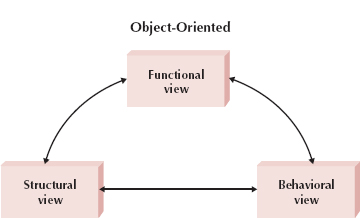 Object-Oriented
Functional
view
Structural
view
Behavioral
view